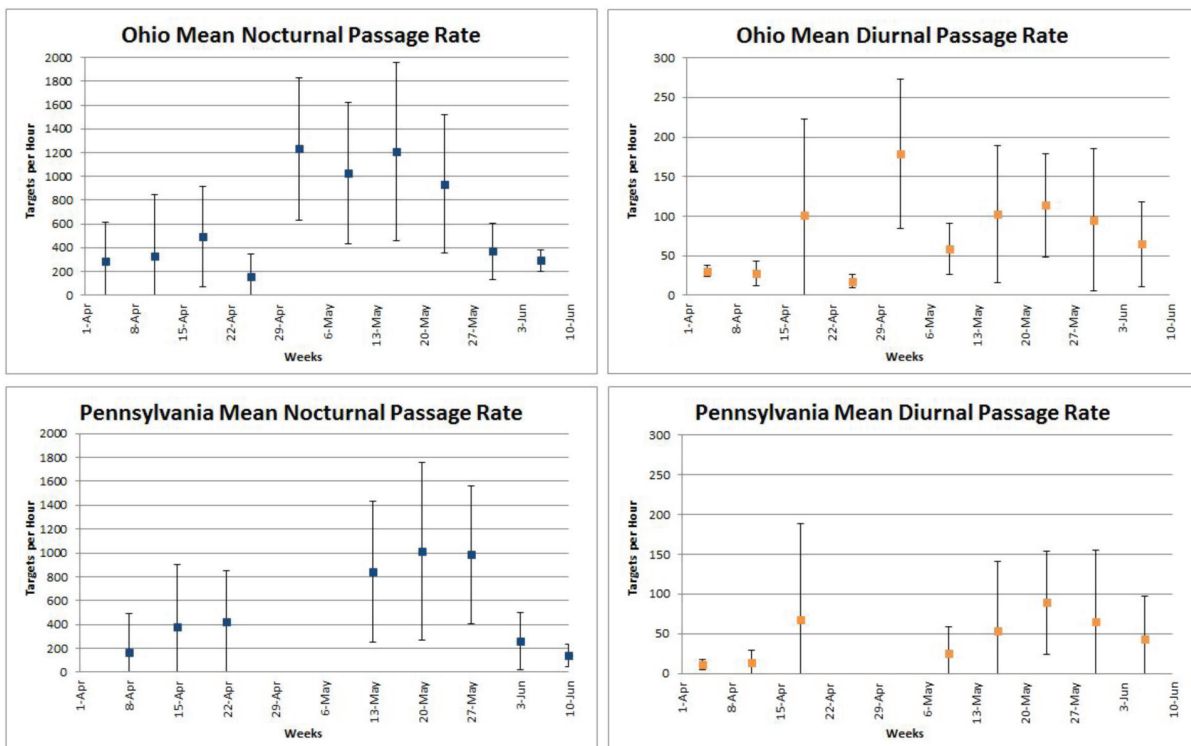 Ohio Mean Nocturnal Passage Rate
2000
1800
1600
1400
1200
1000
800
600
400
200
0
Targets per Hour
1-Apr
8-Apr
15-Apr
22-Apr
29-Apr
6-May
13-May
20-May
27-May
3-Jun
10-Jun
Weeks
Ohio Mean Diurnal Passage Rate
300
250
200
150
100
50
0
Targets per Hour
1-Apr
8-Apr
15-Apr
22-Apr
29-Apr
6-May
13-May
20-May
27-May
3-Jun
10-Jun
Weeks
Pennsylvania Mean Nocturnal Passage Rate
2000
1800
1600
1400
1200
1000
800
600
400
200
0
Targets per Hour
1-Apr
8-Apr
15-Apr
22-Apr
29-Apr
6-May
13-May
20-May
27-May
3-Jun
10-Jun
Weeks
Pennsylvania Mean Diurnal Passage Rate
300
250
200
150
100
50
0
Targets per Hour
1-Apr
8-Apr
15-Apr
22-Apr
29-Apr
6-May
13-May
20-May
27-May
3-Jun
10-Jun
Weeks